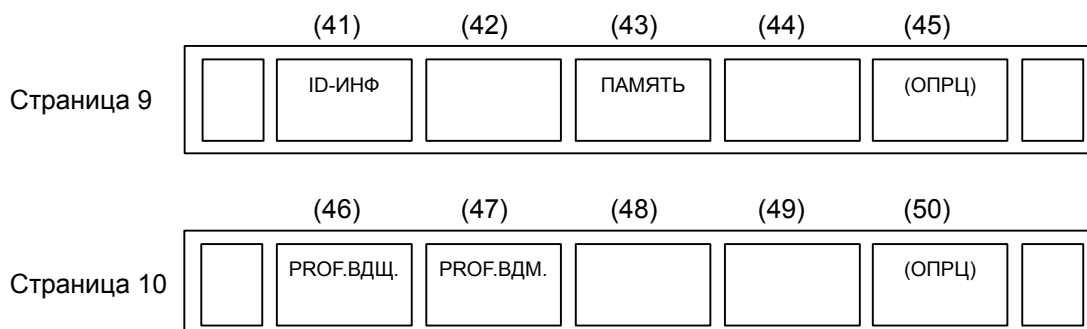 (41) (42) (43) (44) (45)
Страница 9 ID-ИНФ ПАМЯТЬ (ОПРЦ)
(46) (47) (48) (49) (50)
Страница 10 PROF.ВДЩ. PROF.ВДМ. (ОПРЦ)